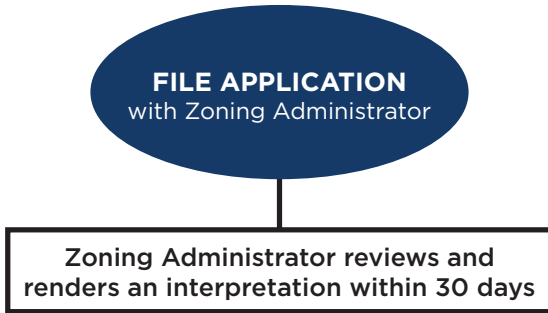 FILE APPLICATION
with Zoning Administrator
Zoning Administrator reviews and
renders an interpretation within 30 days